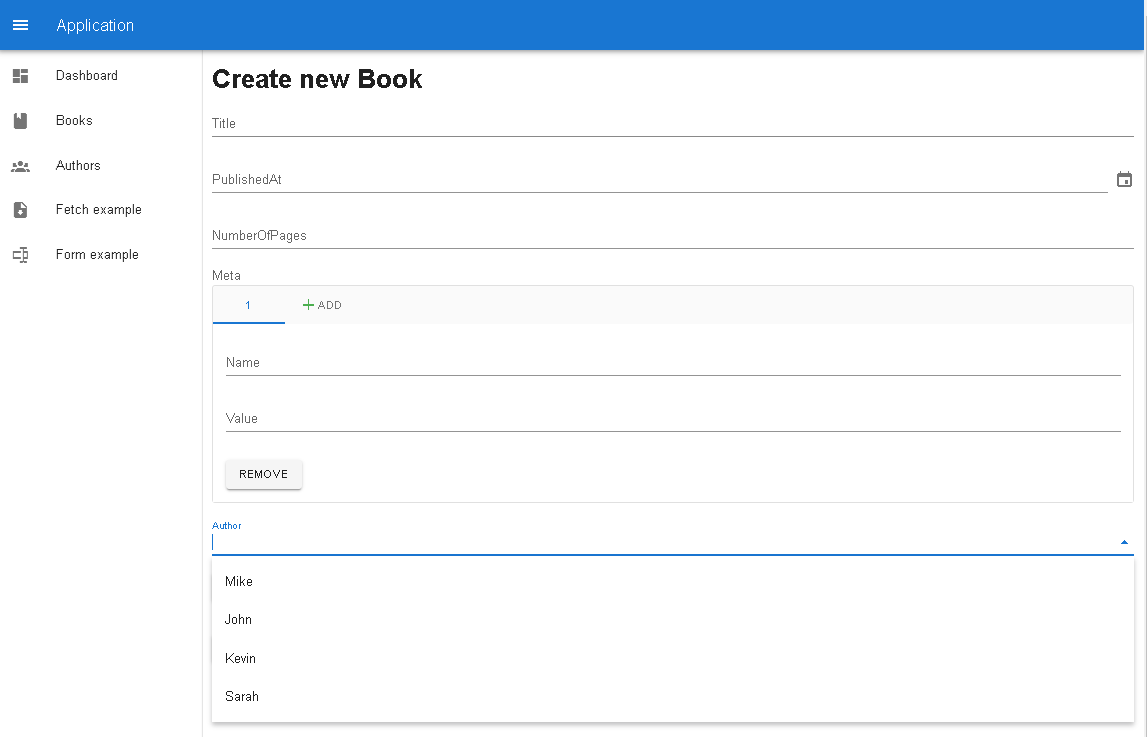 Application
Dashboard
Books
Authors
Fetch example
Form example
Create new Book
Title
PublishedAt
NumberOfPages
Meta
1
ADD
Name
Value
REMOVE
Author
Mike
John
Kevin
Sarah